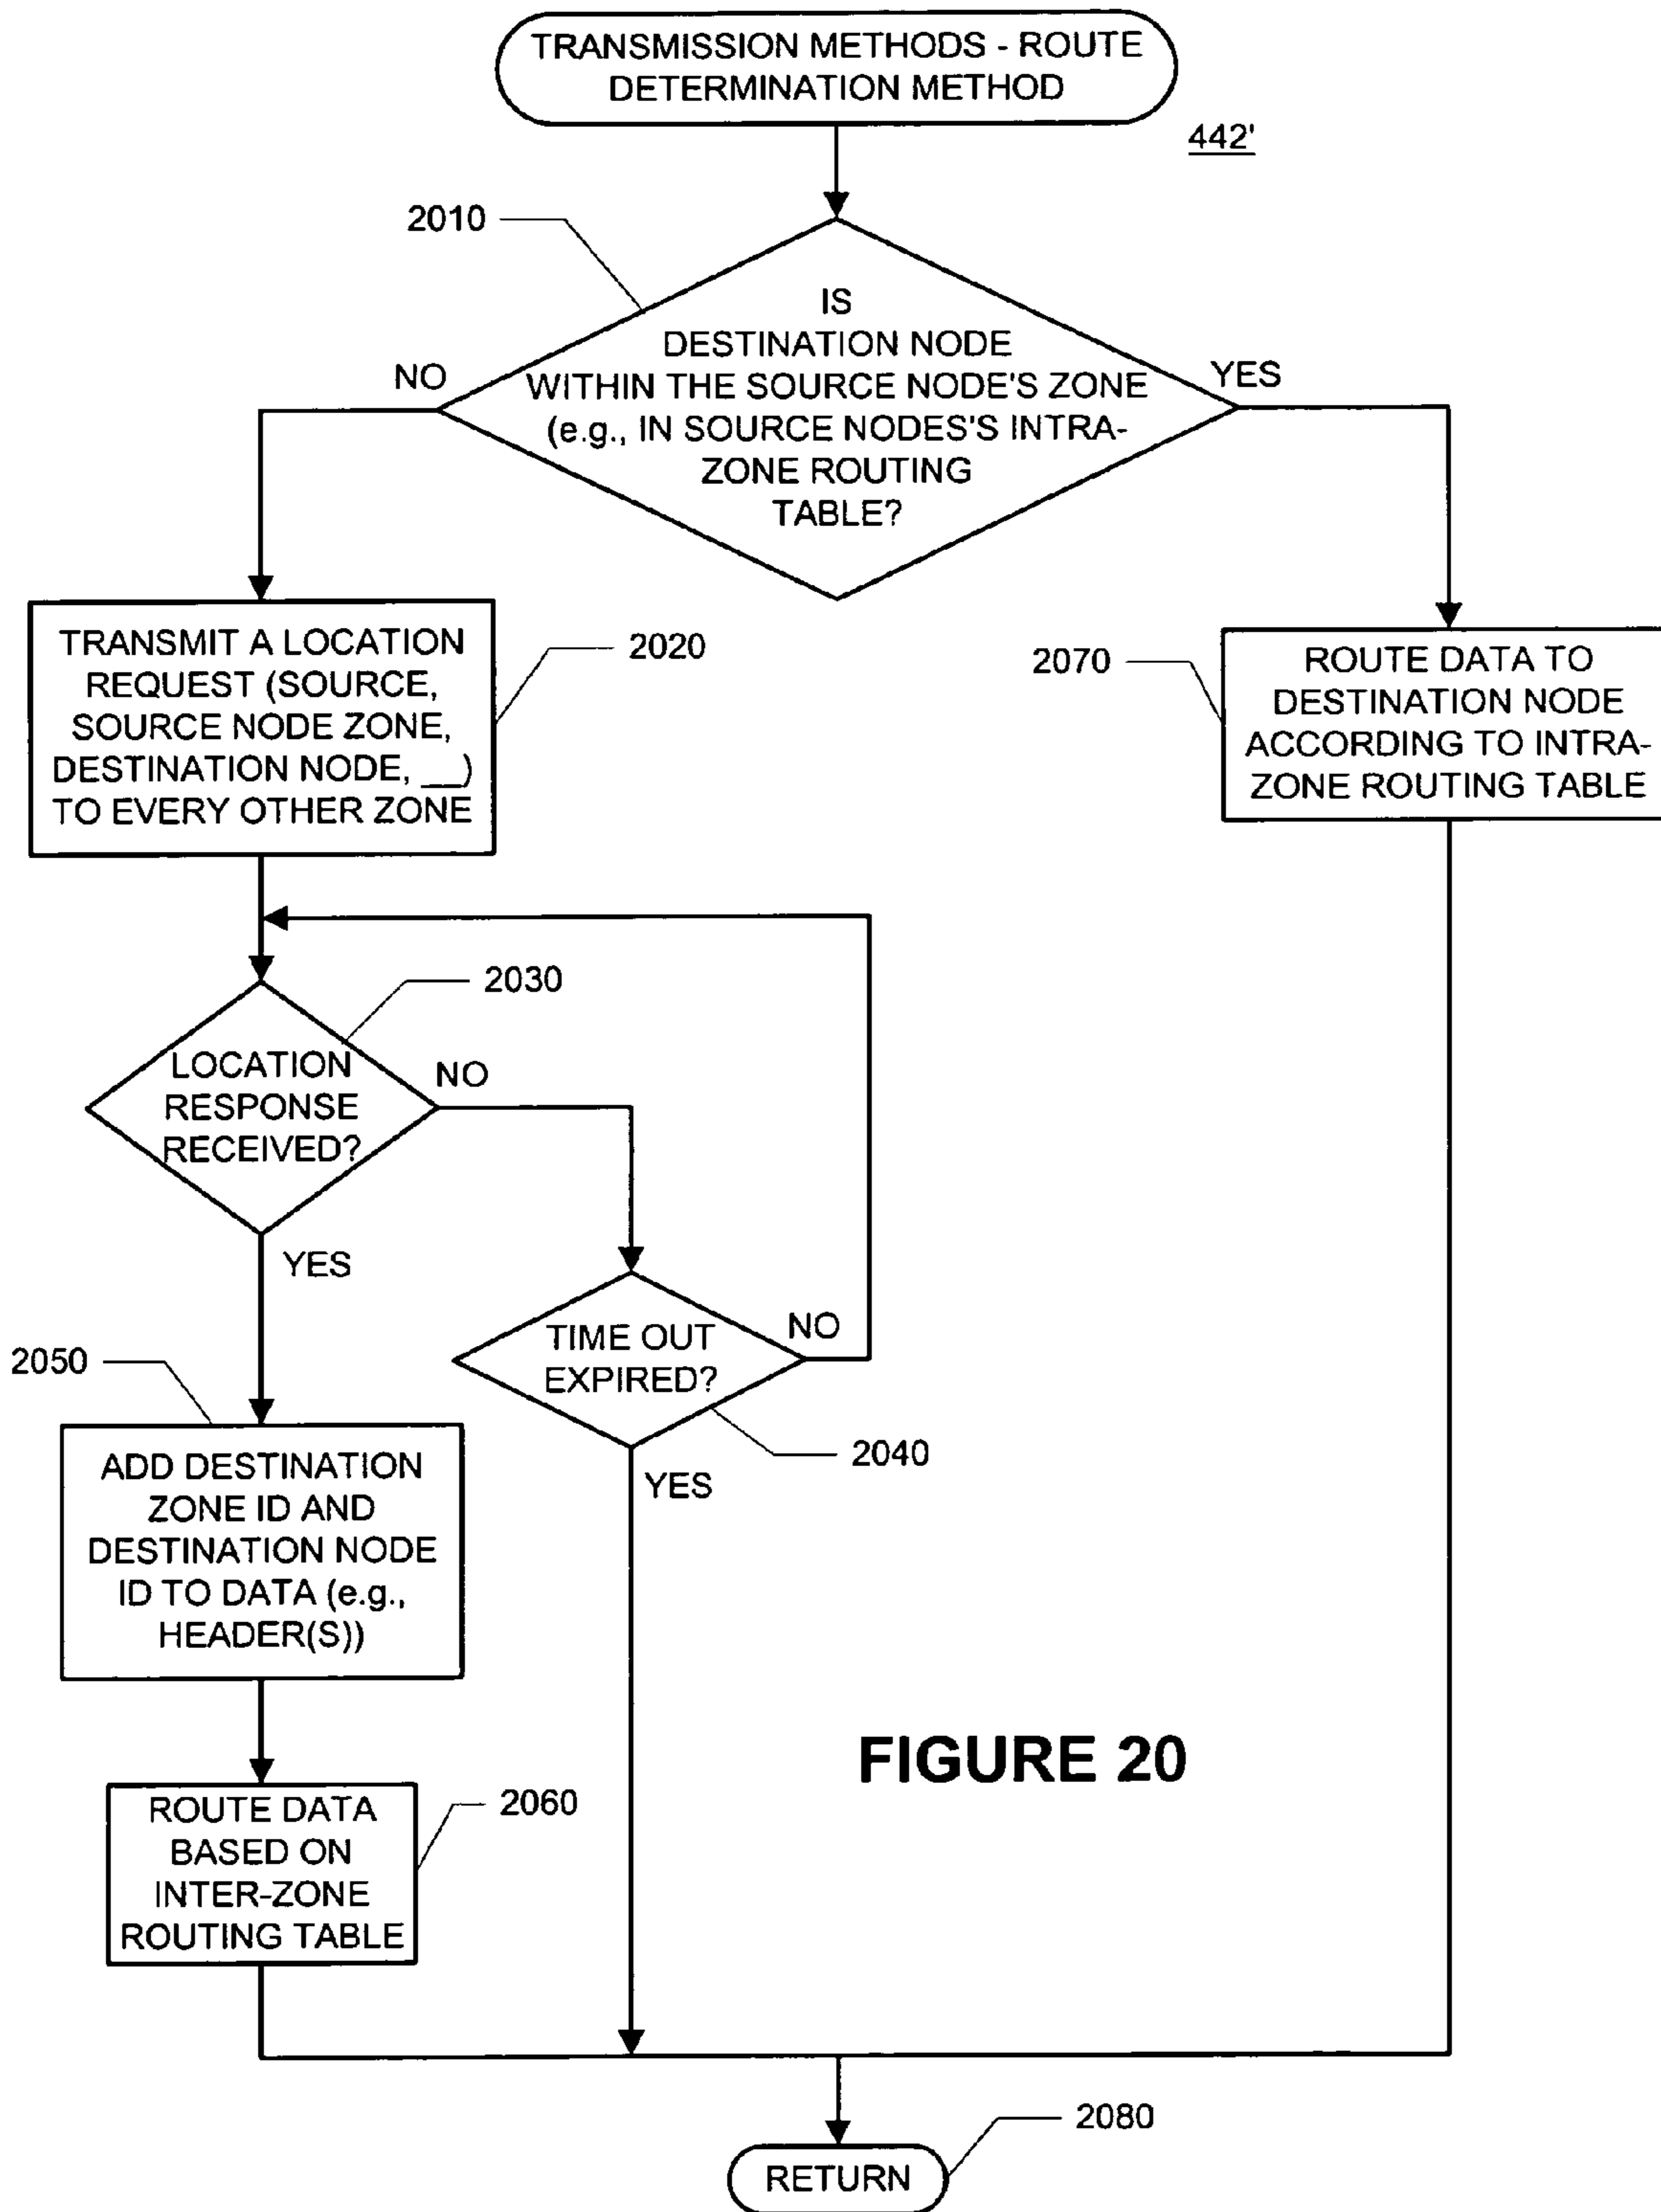 TRANSMISSION METHODS - ROUTE
DETERMINATION METHOD
442'
2010
IS
DESTINATION NODE
WITHIN THE SOURCE NODE'S ZONE
(e.g., IN SOURCE NODES'S INTRA-
ZONE ROUTING
TABLE?
NO
YES
TRANSMIT A LOCATION
REQUEST (SOURCE,
SOURCE NODE ZONE,
DESTINATION NODE, __)
TO EVERY OTHER ZONE
2020
2070
ROUTE DATA TO
DESTINATION NODE
ACCORDING TO INTRA-
ZONE ROUTING TABLE
2030
LOCATION
RESPONSE
RECEIVED?
NO
YES
TIME OUT
EXPIRED?
NO
2040
YES
2050
ADD DESTINATION
ZONE ID AND
DESTINATION NODE
ID TO DATA (e.g.,
HEADER(S))
ROUTE DATA
BASED ON
INTER-ZONE
ROUTING TABLE
2060
FIGURE 20
RETURN
2080